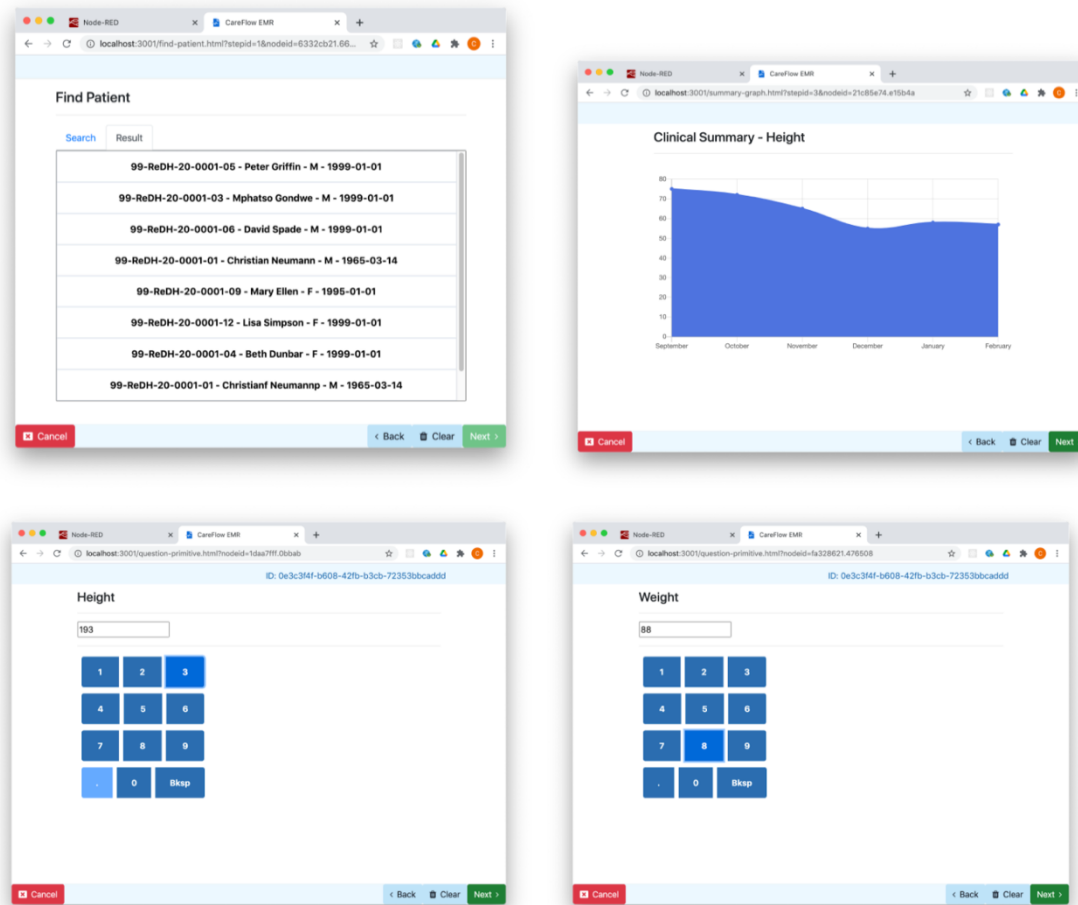 Node-RED
CareFlow EMR
localhost:3001/find-patient.html?stepid=1&nodeid=6332cb21.66...
Find Patient
Search Result
99-ReDH-20-0001-05 - Peter Griffin - M - 1999-01-01
99-ReDH-20-0001-03 - Mphatso Gondwe - M - 1999-01-01
99-ReDH-20-0001-06 - David Spade - M - 1999-01-01
99-ReDH-20-0001-01 - Christian Neumann - M - 1965-03-14
99-ReDH-20-0001-09 - Mary Ellen - F - 1995-01-01
99-ReDH-20-0001-12 - Lisa Simpson - F - 1999-01-01
99-ReDH-20-0001-04 - Beth Dunbar - F - 1999-01-01
99-ReDH-20-0001-01 - Christianf Neumannp - M - 1965-03-14
Cancel < Back Clear Next >
Node-RED
CareFlow EMR
localhost:3001/summary-graph.html?stepid=3&nodeid=21c85e74.e15b4a
Clinical Summary - Height
80
70
60
50
40
30
20
10
0
September October November December January February
Cancel < Back Clear Next
Node-RED
CareFlow EMR
localhost:3001/question-primitive.html?nodeid=1daa7fff.0bbab
ID: 0e3c3f4f-b608-42fb-b3cb-72353bbcaddd
Height
193
1 2 3
4 5 6
7 8 9
. 0 Bksp
Cancel < Back Clear Next >
Node-RED
CareFlow EMR
localhost:3001/question-primitive.html?nodeid=fa328621.476508
ID: 0e3c3f4f-b608-42fb-b3cb-72353bbcaddd
Weight
88
1 2 3
4 5 6
7 8 9
. 0 Bksp
Cancel < Back Clear Next >